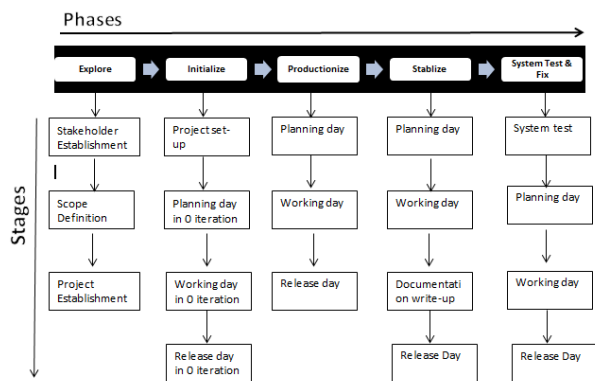 Phases
Explore
Initialize
Productionize
Stablize
System Test &
Fix
Stakeholder
Establishment
Project set-
up
Planning day
Planning day
System test
Scope
Definition
Planning day
in 0 iteration
Working day
Working day
Planning day
Project
Establishment
Working day
in 0 iteration
Release day
Documentati
on write-up
Working day
Release day
in 0 iteration
Release Day
Release Day
Stages